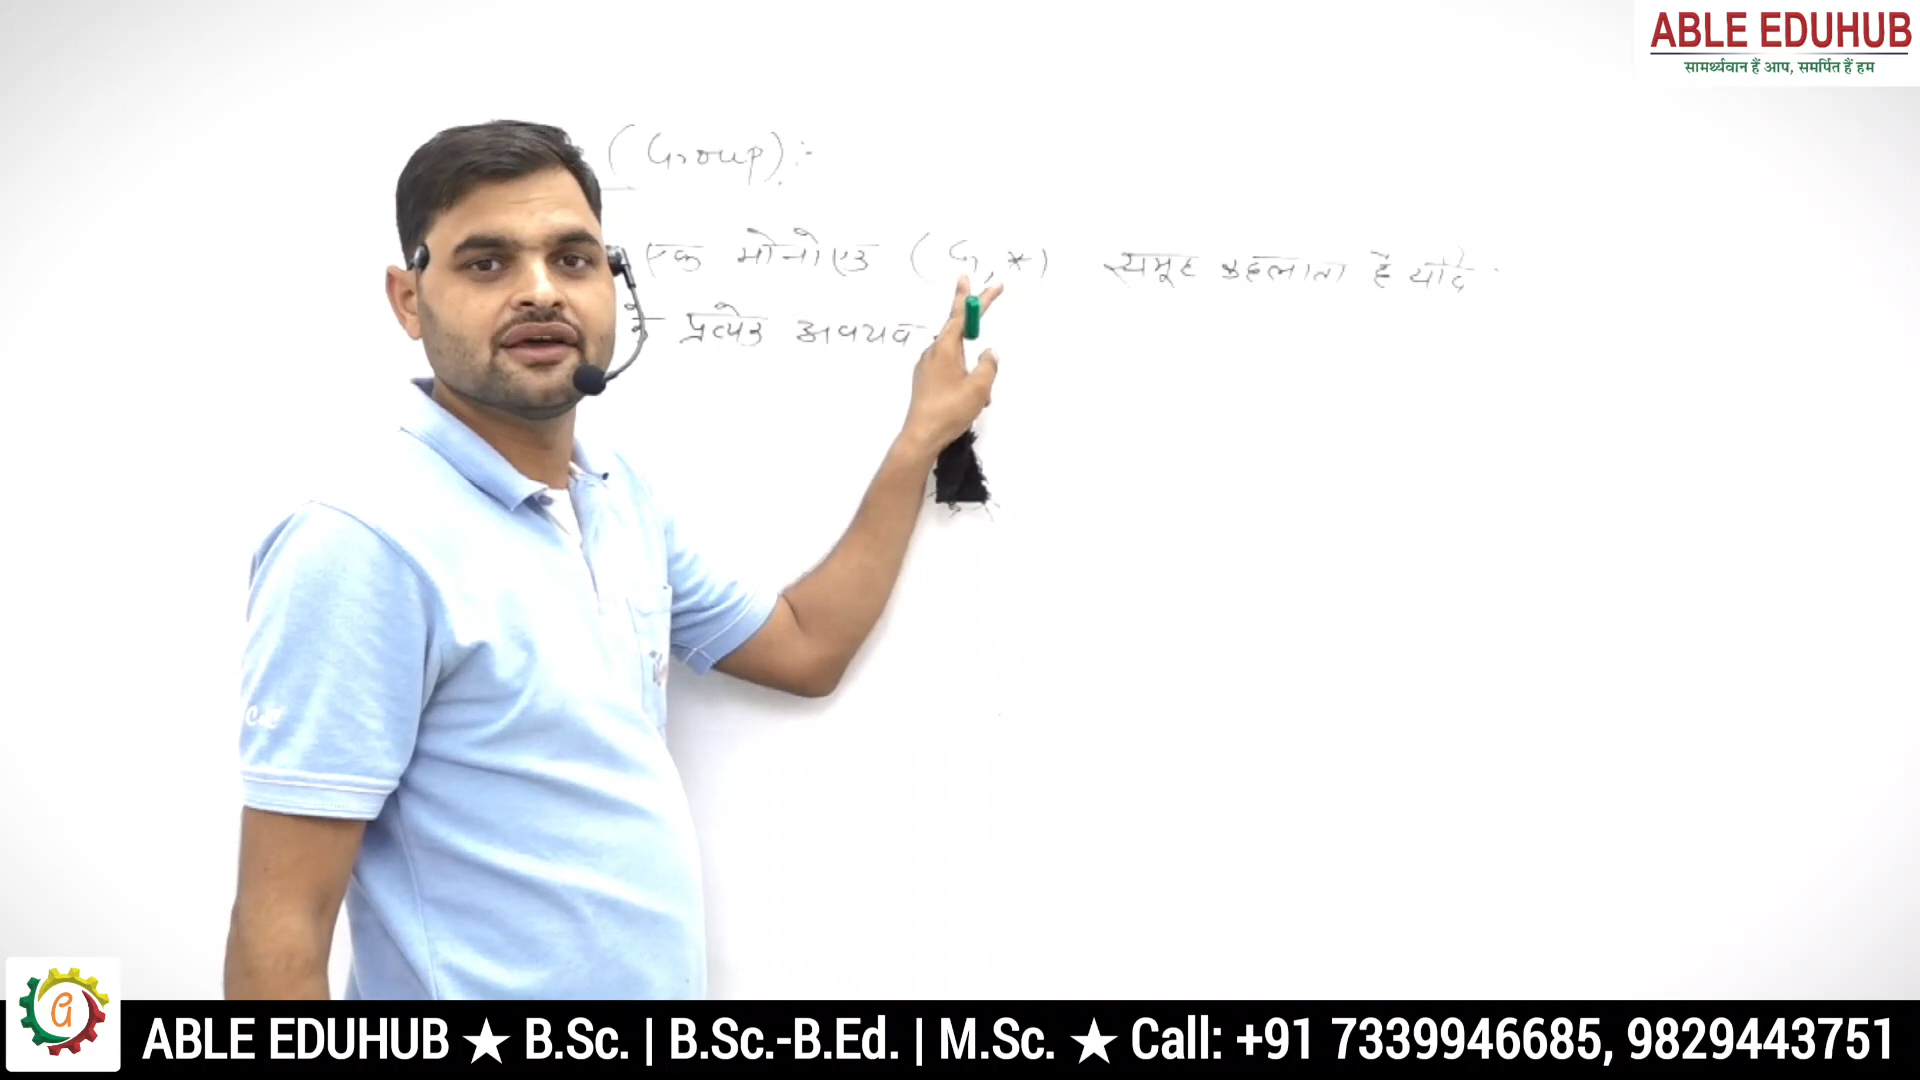 ABLE EDUHUB
सामर्थ्यवान हैं आप, समर्पित हैं हम
(Group) :-
एक मोनोएड (G, *) समूह कहलाता है यदि
के प्रत्येक अवयव
ABLE EDUHUB ★ B.Sc. | B.Sc.-B.Ed. | M.Sc. ★ Call: +91 7339946685, 9829443751